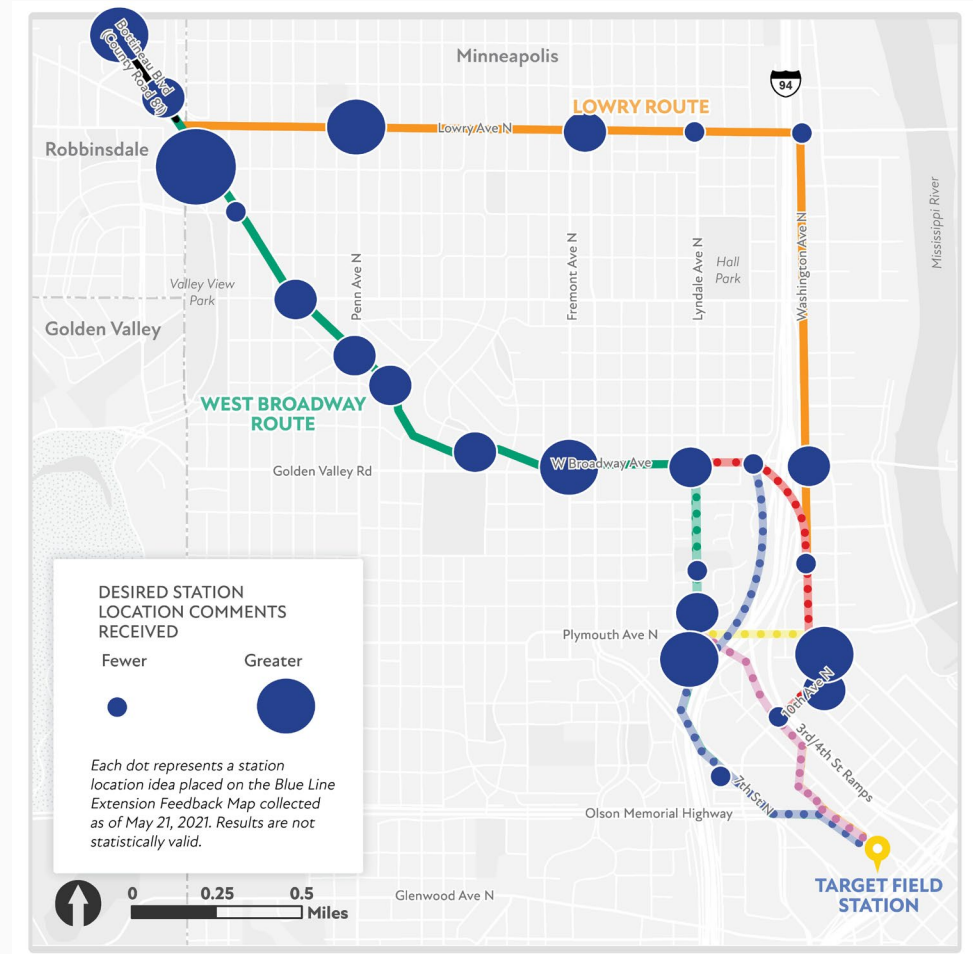 Bottineau Blvd
(County Road 81)
Minneapolis
94
LOWRY ROUTE
Lowry Ave N
Robbinsdale
Mississippi River
Valley View
Park
Penn Ave N
Fremont Ave N
Lyndale Ave N
Hall
Park
Washington Ave N
Golden Valley
WEST BROADWAY
ROUTE
W Broadway Ave
Golden Valley Rd
DESIRED STATION
LOCATION COMMENTS
RECEIVED
Fewer
Greater
Each dot represents a station
location idea placed on the Blue Line
Extension Feedback Map collected
as of May 21, 2021. Results are not
statistically valid.
Plymouth Ave N
10th Ave N
3rd/4th St Ramps
7th St N
Olson Memorial Highway
TARGET FIELD
STATION
Glenwood Ave N
0 0.25 0.5
Miles